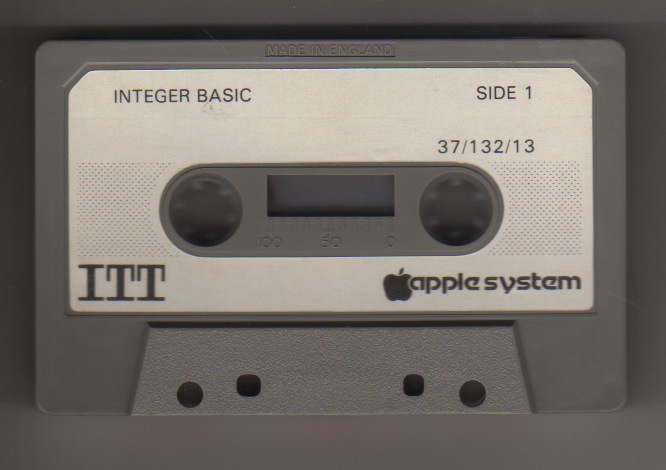 MADE IN ENGLAND
INTEGER BASIC
SIDE 1
37/132/13
100 50 0
ITT
apple system